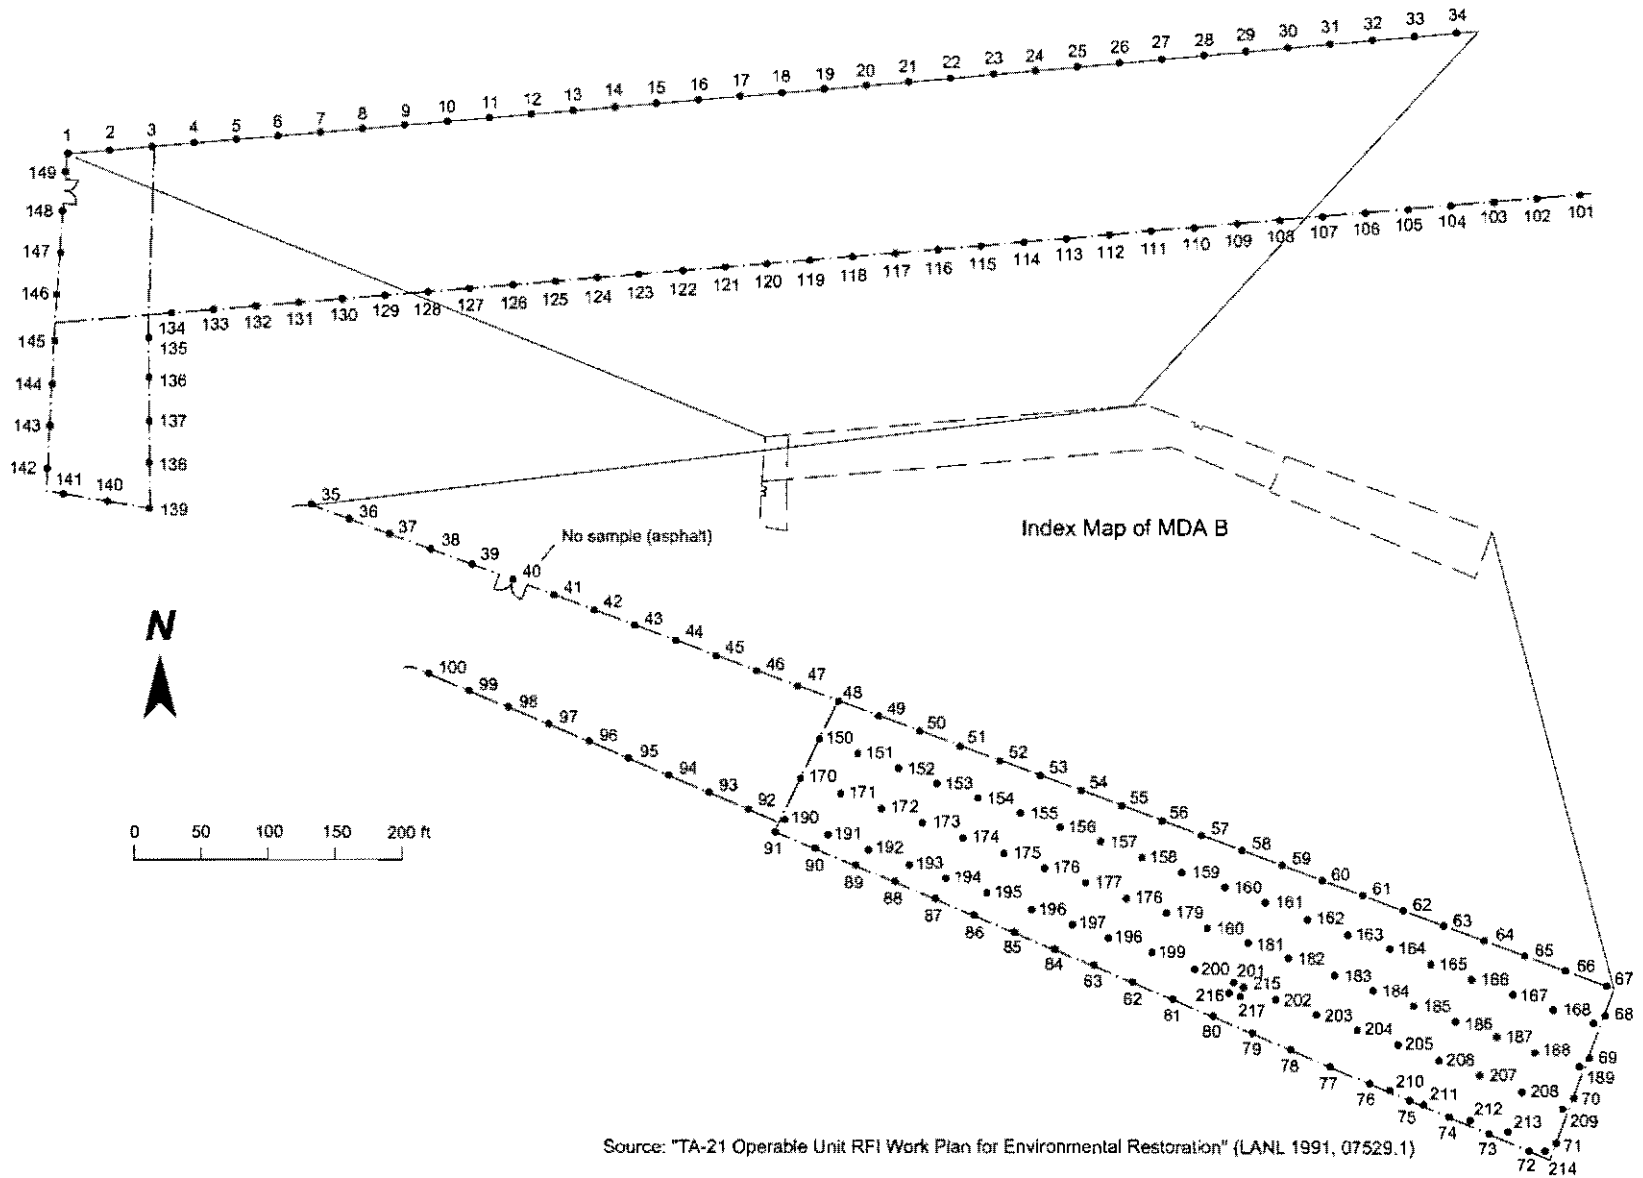 1 2 3 4 5 6 7 8 9 10 11 12 13 14 15 16 17 18 19 20 21 22 23 24 25 26 27 28 29 30 31 32 33 34
149
148
147
146
145
144
143
142
141 140 139
134 133 132 131 130 129 128 127 126 125 124 123 122 121 120 119 118 117 116 115 114 113 112 111 110 109 108 107 106 105 104 103 102 101
135
136
137
138
35 36 37 38 39 40 41 42 43 44 45 46 47 48 49 50 51 52 53 54 55 56 57 58 59 60 61 62 63 64 65 66 67
No sample (asphalt)
Index Map of MDA B
N
0 50 100 150 200 ft
100 99 98 97 96 95 94 93 92 91 90 89 88 87 86 85 84 63 62 81 80 79 78 77 76 75 74 73 72
150 151 152 153 154 155 156 157 158 159 160 161 162 163 164 165 166 167 168 68
170 171 172 173 174 175 176 177 178 179 180 181 182 183 184 185 186 187 188 69
189
190 191 192 193 194 195 196 197 196 199 200 201 215 216 217 202 203 204 205 206 207 208 70
209
210 211 212 213 71
214
Source: "TA-21 Operable Unit RFI Work Plan for Environmental Restoration" (LANL 1991, 07529.1)